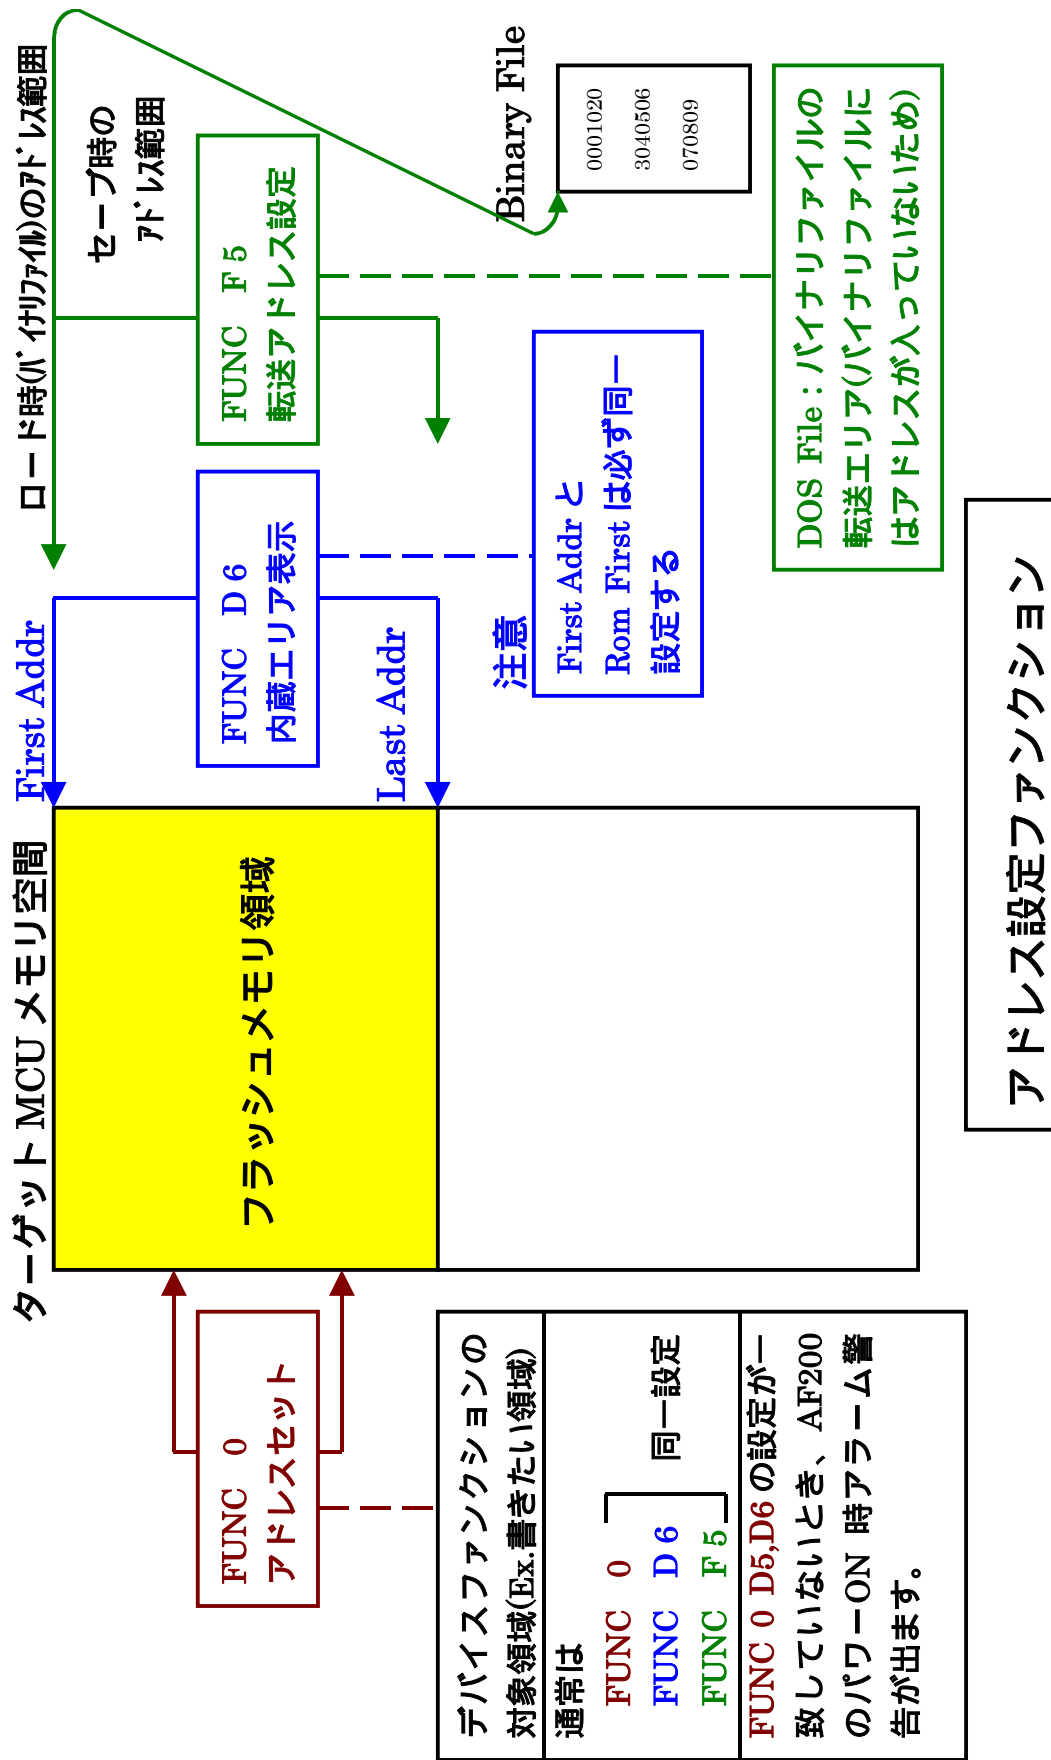 ターゲット MCU メモリ空間
First Addr
ロード時(バイナリファイル)のアドレス範囲
セーブ時の
アドレス範囲
FUNC 0
アドレスセット
フラッシュメモリ領域
FUNC D6
内蔵エリア表示
FUNC F5
転送アドレス設定
Last Addr
注意
First Addr と
Rom First は必ず同一
設定する
Binary File
00001020
3040506
070809
DOS File：バイナリファイルの
転送エリア(バイナリファイルに
はアドレスが入っていないため)
デバイスファンクションの
対象領域(Ex.書きたい領域)
通常は
FUNC 0
FUNC D6
FUNC F5
同一設定
FUNC 0 D5,D6 の設定が一
致していないとき、AF200
のパワーON 時アラーム警
告が出ます。
アドレス設定ファンクション